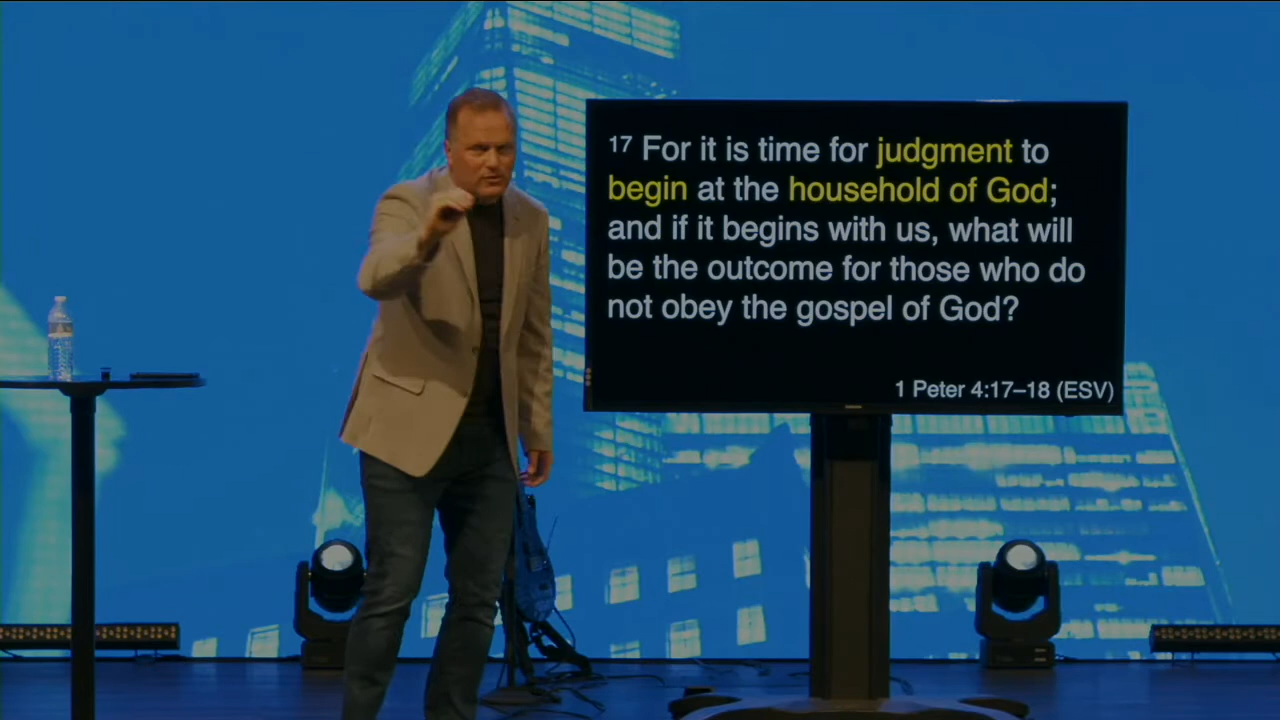 17 For it is time for judgment to
begin at the household of God;
and if it begins with us, what will
be the outcome for those who do
not obey the gospel of God?
1 Peter 4:17–18 (ESV)